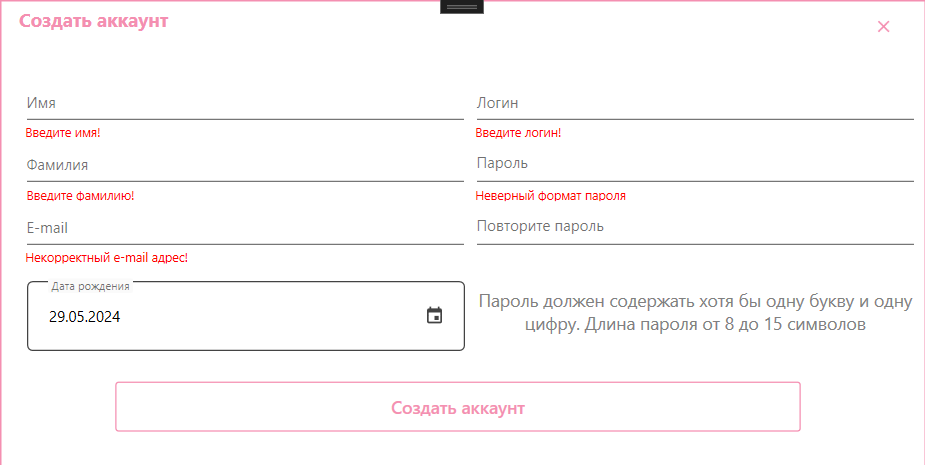 Создать аккаунт
Имя
Введите имя!
Фамилия
Введите фамилию!
E-mail
Некорректный e-mail адрес!
Дата рождения
29.05.2024
Логин
Введите логин!
Пароль
Неверный формат пароля
Повторите пароль
Пароль должен содержать хотя бы одну букву и одну
цифру. Длина пароля от 8 до 15 символов
Создать аккаунт